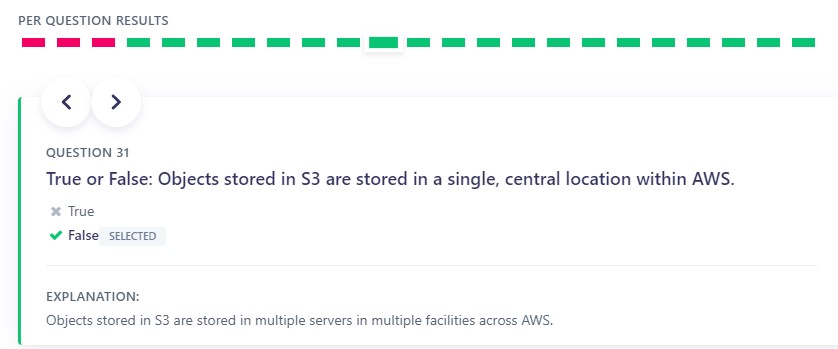 PER QUESTION RESULTS
QUESTION 31
True or False: Objects stored in S3 are stored in a single, central location within AWS.
True
False SELECTED
EXPLANATION:
Objects stored in S3 are stored in multiple servers in multiple facilities across AWS.